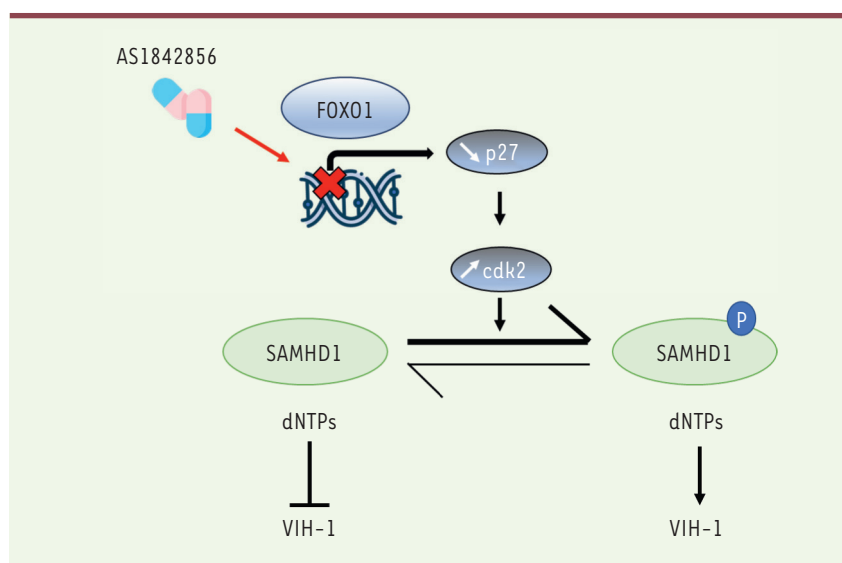 AS1842856
FOXO1
p27
cdk2
P
SAMHD1
SAMHD1
dNTPs
dNTPs
VIH-1
VIH-1